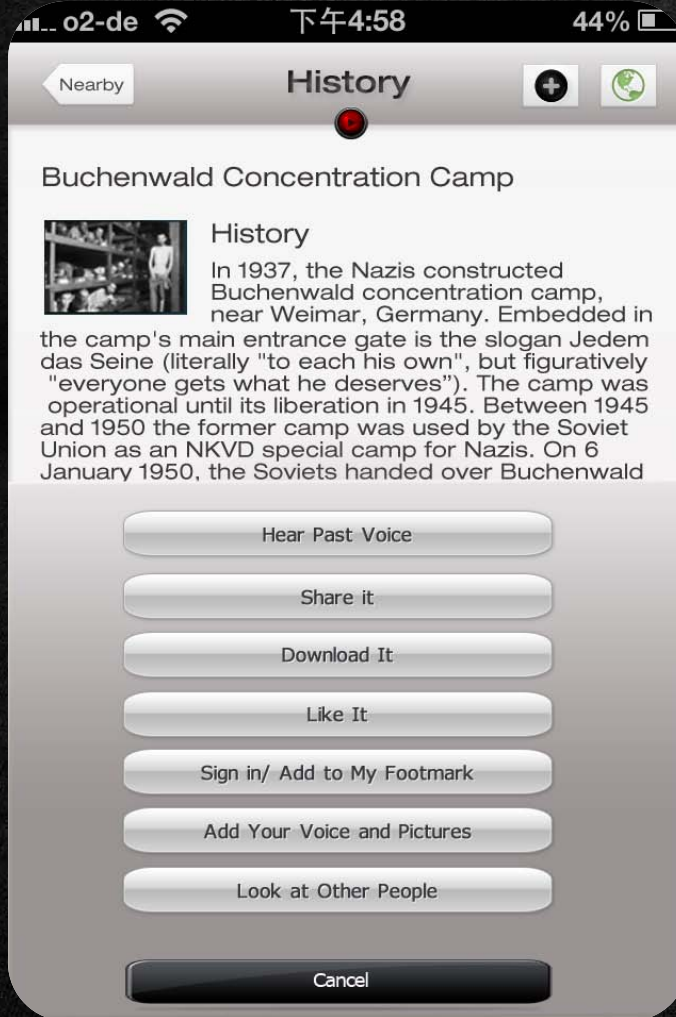 o2-de 下午4:58 44%
Nearby History
Buchenwald Concentration Camp
History
In 1937, the Nazis constructed
Buchenwald concentration camp,
near Weimar, Germany. Embedded in
the camp's main entrance gate is the slogan Jedem
das Seine (literally "to each his own", but figuratively
"everyone gets what he deserves”). The camp was
operational until its liberation in 1945. Between 1945
and 1950 the former camp was used by the Soviet
Union as an NKVD special camp for Nazis. On 6
January 1950, the Soviets handed over Buchenwald
Hear Past Voice
Share it
Download It
Like It
Sign in/ Add to My Footmark
Add Your Voice and Pictures
Look at Other People
Cancel